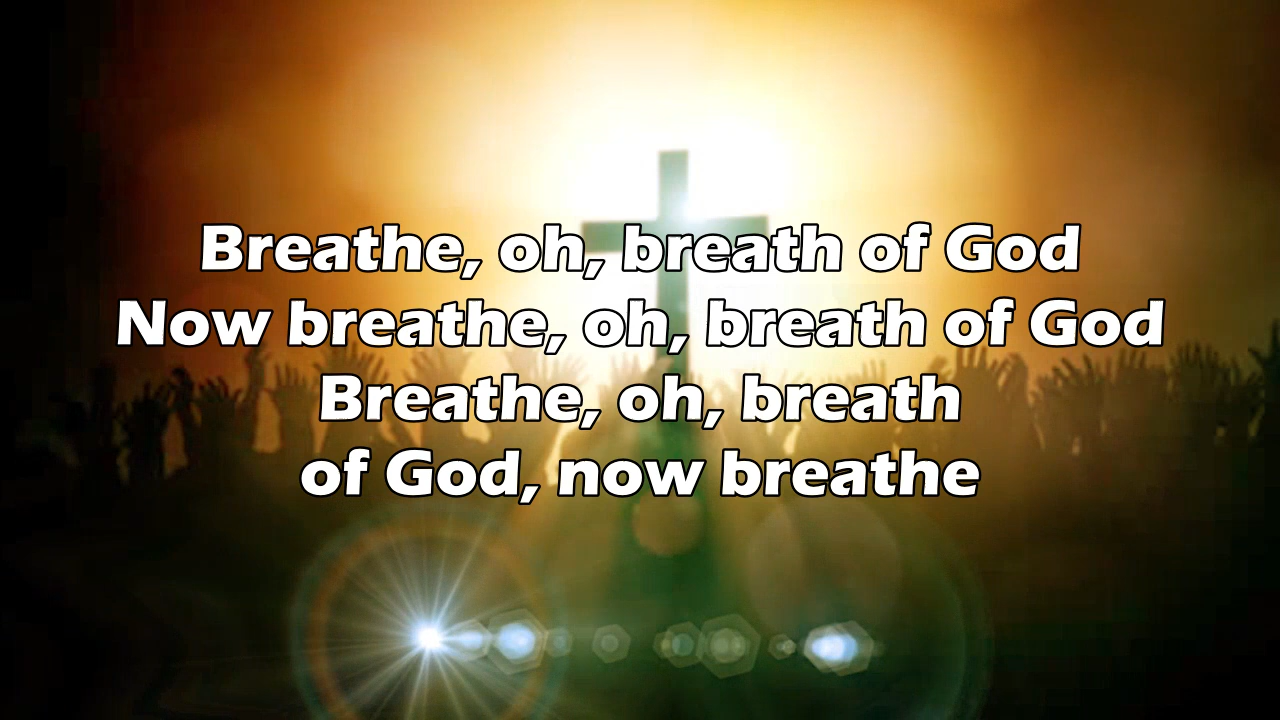 Breathe, oh, breath of God
Now breathe, oh, breath of God
Breathe, oh, breath
of God, now breathe